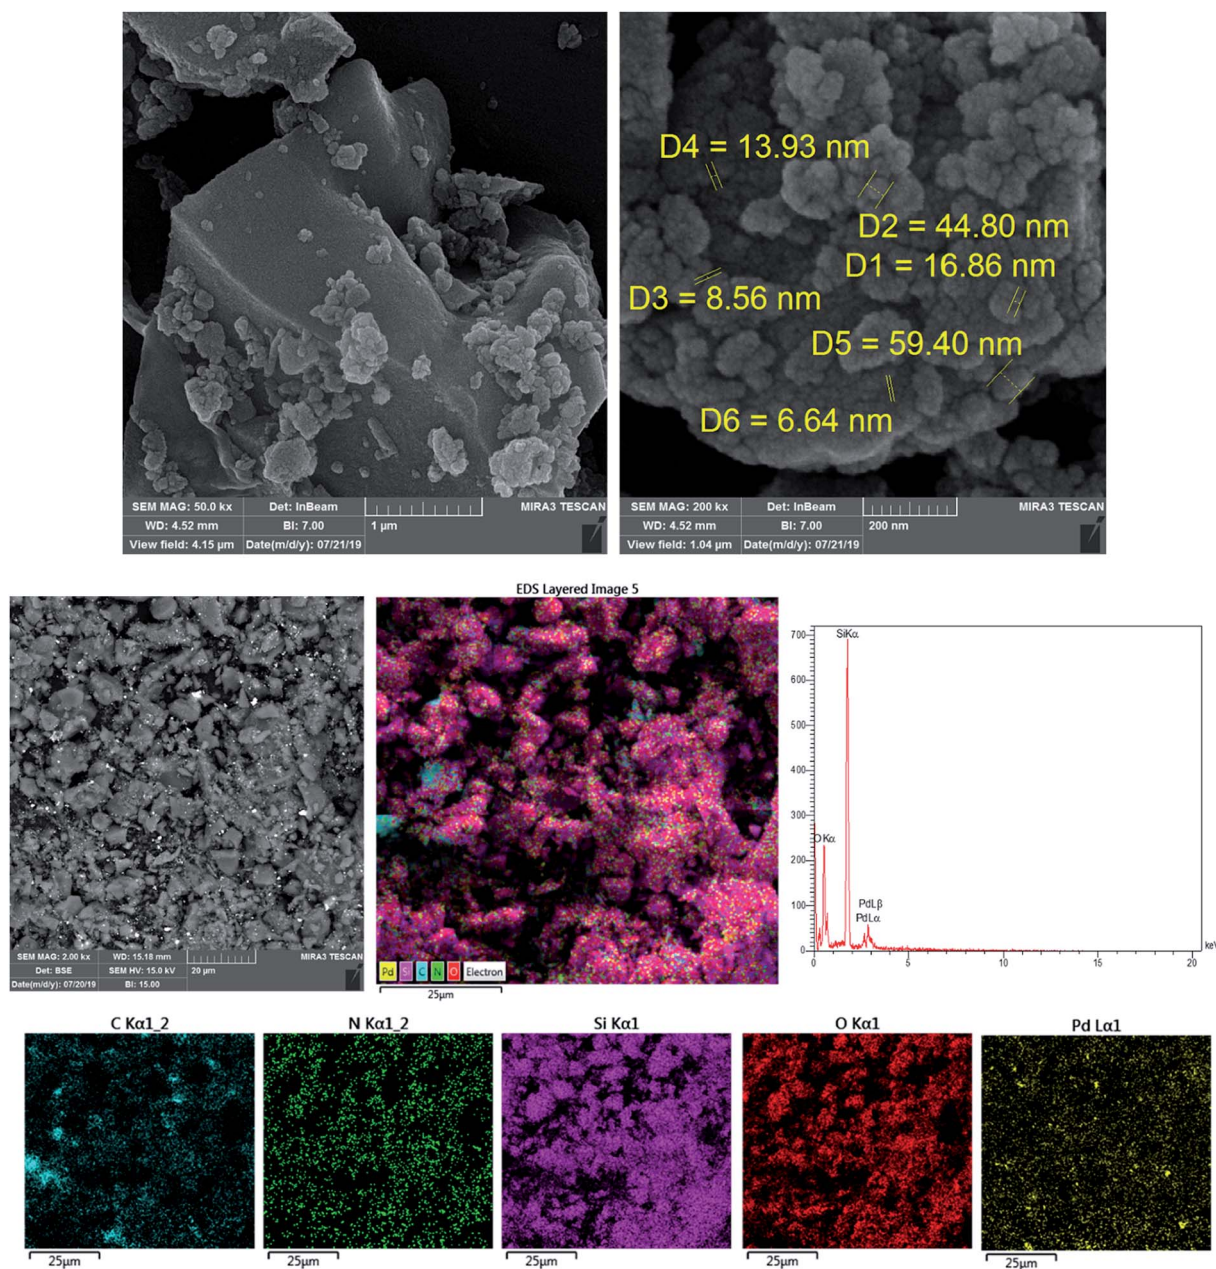 D4 = 13.93 nm
D2 = 44.80 nm
D1 = 16.86 nm
D3 = 8.56 nm
D5 = 59.40 nm
D6 = 6.64 nm
SEM MAG: 50.0 kx Det: InBeam MIRA3 TESCAN
WD: 4.52 mm BI: 7.00 1 µm
View field: 4.15 µm Date(m/d/y): 07/21/19
SEM MAG: 200 kx Det: InBeam MIRA3 TESCAN
WD: 4.52 mm BI: 7.00 200 nm
View field: 1.04 µm Date(m/d/y): 07/21/19
SEM MAG: 2.00 kx WD: 15.18 mm MIRA3 TESCAN
Det: BSE SEM HV: 15.0 kV 20 µm
Date(m/d/y): 07/20/19 BI: 15.00
EDS Layered Image 5
Pd Si C N O Electron
25µm
700
600
500
400
300
200
100
0
SiKα
O Kα
PdLβ
PdLα
0 5 10 15 20
keV
C Kα1_2
N Kα1_2
Si Kα1
O Kα1
Pd Lα1
25µm
25µm
25µm
25µm
25µm